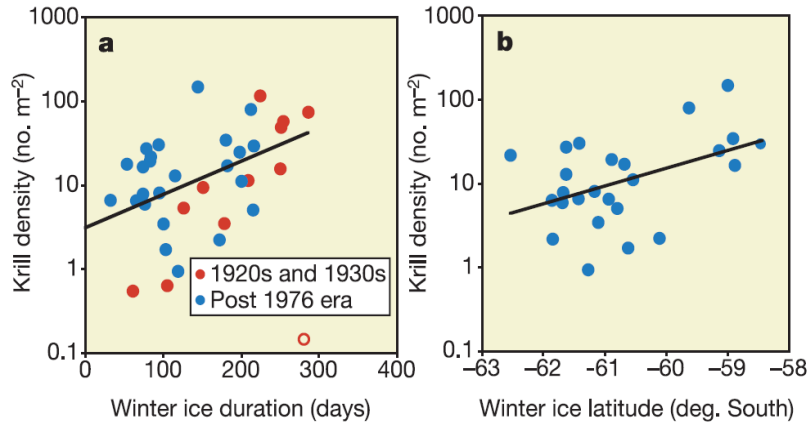 a
Krill density (no. m⁻²)
1000
100
10
1
0.1
0
100
200
300
400
Winter ice duration (days)
1920s and 1930s
Post 1976 era
b
Krill density (no. m⁻²)
1000
100
10
1
0.1
–63
–62
–61
–60
–59
–58
Winter ice latitude (deg. South)